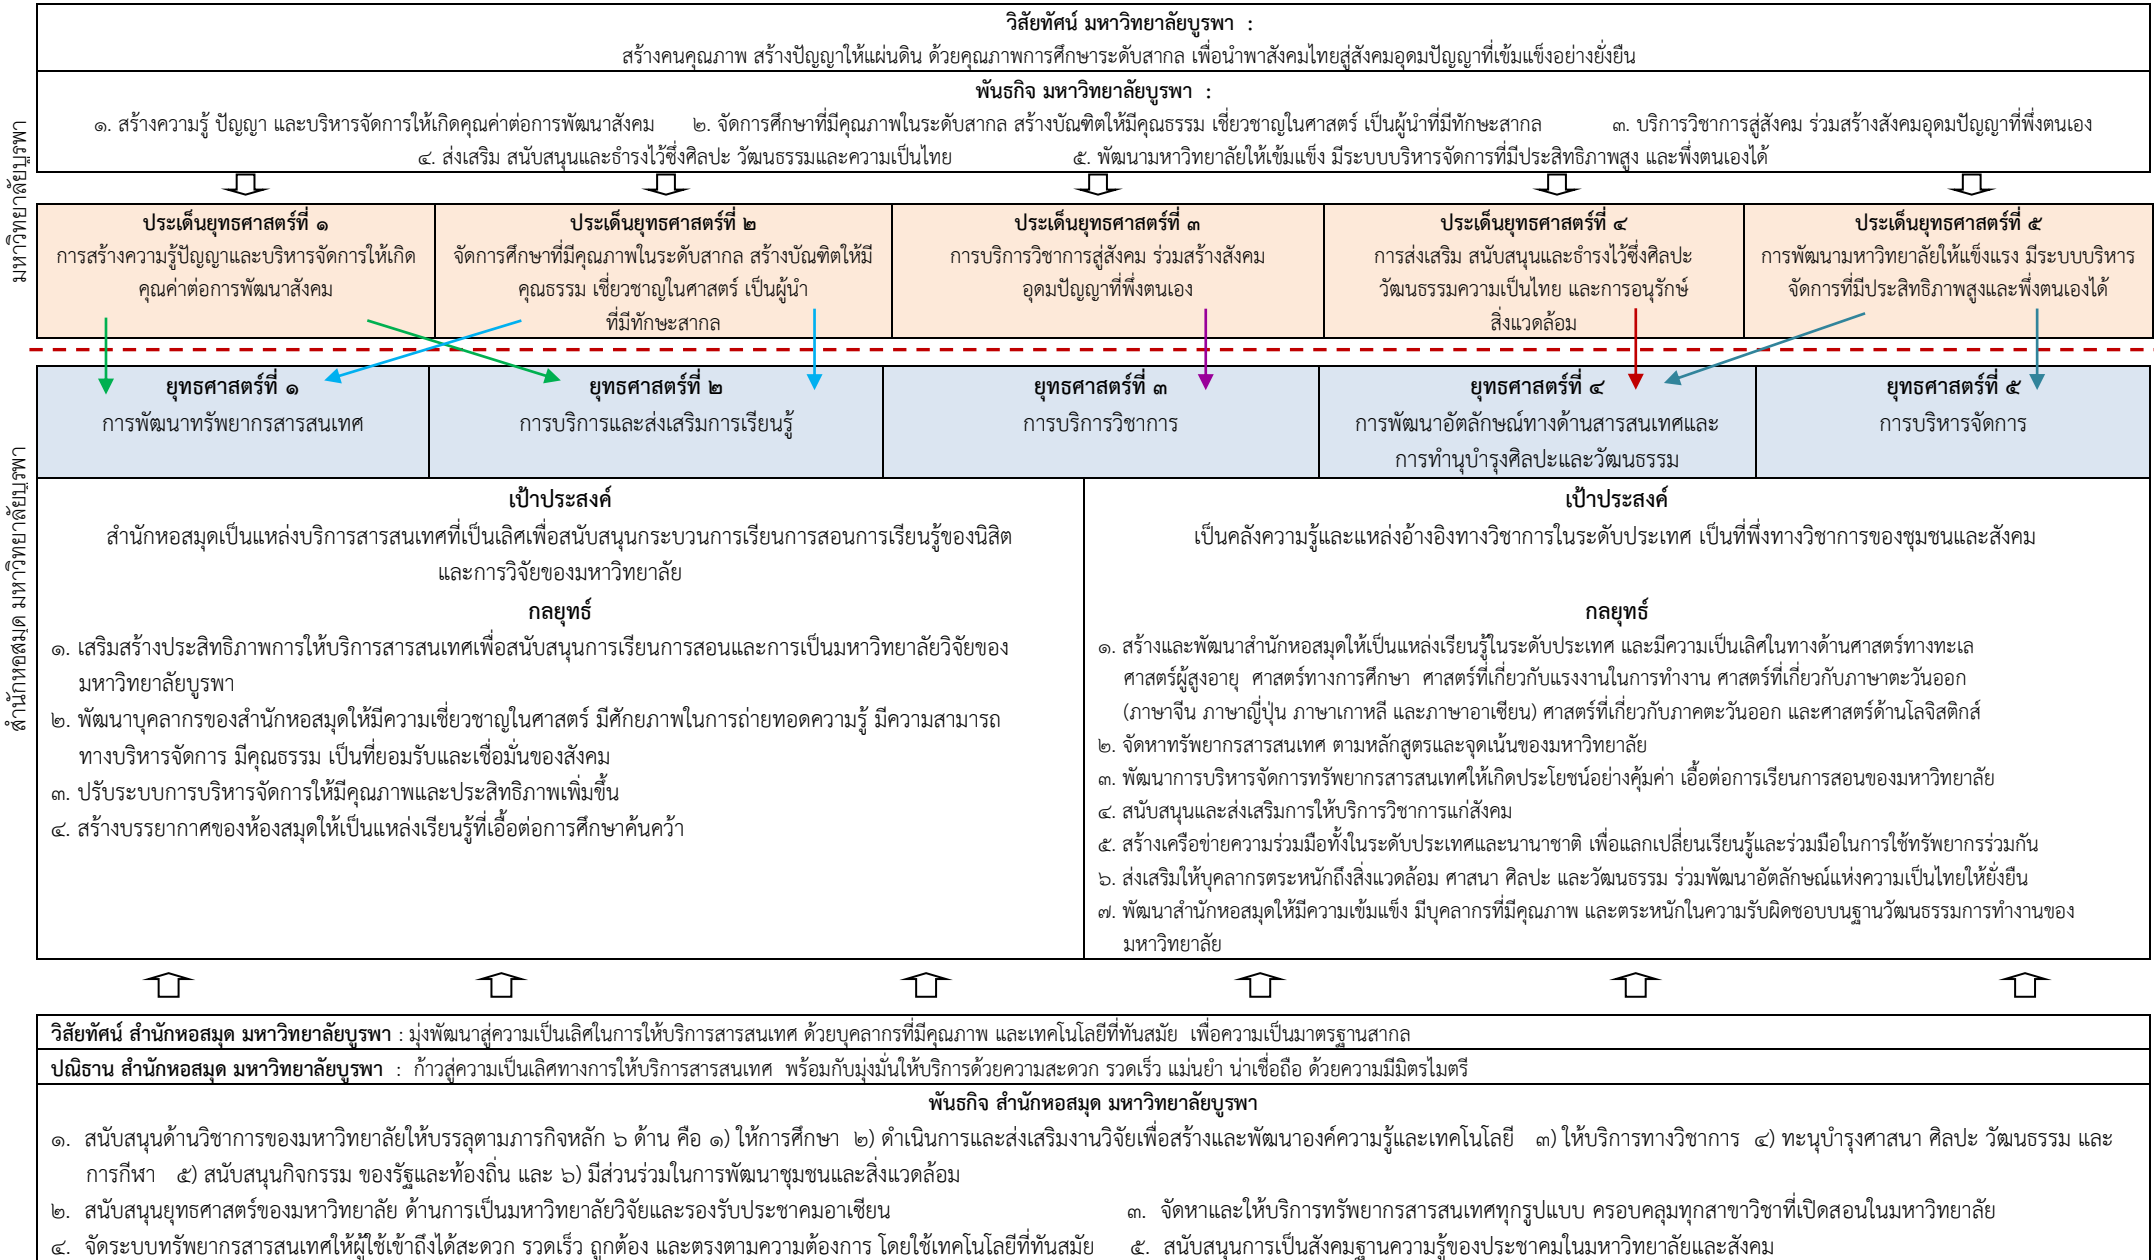 วิสัยทัศน์ มหาวิทยาลัยบูรพา :
สร้างคนคุณภาพ สร้างปัญญาให้แผ่นดิน ด้วยคุณภาพการศึกษาระดับสากล เพื่อนำพาสังคมไทยสู่สังคมอุดมปัญญาที่เข้มแข็งอย่างยั่งยืน
พันธกิจ มหาวิทยาลัยบูรพา :
๑. สร้างความรู้ ปัญญา และบริหารจัดการให้เกิดคุณค่าต่อการพัฒนาสังคม ๒. จัดการศึกษาที่มีคุณภาพในระดับสากล สร้างบัณฑิตให้มีคุณธรรม เชี่ยวชาญในศาสตร์ เป็นผู้นำที่มีทักษะสากล ๓. บริการวิชาการสู่สังคม ร่วมสร้างสังคมอุดมปัญญาที่พึ่งตนเอง
๔. ส่งเสริม สนับสนุนและธำรงไว้ซึ่งศิลปะ วัฒนธรรมและความเป็นไทย ๕. พัฒนามหาวิทยาลัยให้เข้มแข็ง มีระบบบริหารจัดการที่มีประสิทธิภาพสูง และพึ่งตนเองได้
มหาวิทยาลัยบูรพา
ประเด็นยุทธศาสตร์ที่ ๑
การสร้างความรู้ปัญญาและบริหารจัดการให้เกิด
คุณค่าต่อการพัฒนาสังคม
ประเด็นยุทธศาสตร์ที่ ๒
จัดการศึกษาที่มีคุณภาพในระดับสากล สร้างบัณฑิตให้มี
คุณธรรม เชี่ยวชาญในศาสตร์ เป็นผู้นำ
ที่มีทักษะสากล
ประเด็นยุทธศาสตร์ที่ ๓
การบริการวิชาการสู่สังคม ร่วมสร้างสังคม
อุดมปัญญาที่พึ่งตนเอง
ประเด็นยุทธศาสตร์ที่ ๔
การส่งเสริม สนับสนุนและธำรงไว้ซึ่งศิลปะ
วัฒนธรรมความเป็นไทย และการอนุรักษ์
สิ่งแวดล้อม
ประเด็นยุทธศาสตร์ที่ ๕
การพัฒนามหาวิทยาลัยให้แข็งแรง มีระบบบริหาร
จัดการที่มีประสิทธิภาพสูงและพึ่งตนเองได้
สำนักหอสมุด มหาวิทยาลัยบูรพา
ยุทธศาสตร์ที่ ๑
การพัฒนาทรัพยากรสารสนเทศ
ยุทธศาสตร์ที่ ๒
การบริการและส่งเสริมการเรียนรู้
ยุทธศาสตร์ที่ ๓
การบริการวิชาการ
ยุทธศาสตร์ที่ ๔
การพัฒนาอัตลักษณ์ทางด้านสารสนเทศและ
การทำนุบำรุงศิลปะและวัฒนธรรม
ยุทธศาสตร์ที่ ๕
การบริหารจัดการ
เป้าประสงค์
สำนักหอสมุดเป็นแหล่งบริการสารสนเทศที่เป็นเลิศเพื่อสนับสนุนกระบวนการเรียนการสอนการเรียนรู้ของนิสิต
และการวิจัยของมหาวิทยาลัย
กลยุทธ์
๑. เสริมสร้างประสิทธิภาพการให้บริการสารสนเทศเพื่อสนับสนุนการเรียนการสอนและการเป็นมหาวิทยาลัยวิจัยของ
มหาวิทยาลัยบูรพา
๒. พัฒนาบุคลากรของสำนักหอสมุดให้มีความเชี่ยวชาญในศาสตร์ มีศักยภาพในการถ่ายทอดความรู้ มีความสามารถ
ทางบริหารจัดการ มีคุณธรรม เป็นที่ยอมรับและเชื่อมั่นของสังคม
๓. ปรับระบบการบริหารจัดการให้มีคุณภาพและประสิทธิภาพเพิ่มขึ้น
๔. สร้างบรรยากาศของห้องสมุดให้เป็นแหล่งเรียนรู้ที่เอื้อต่อการศึกษาค้นคว้า
เป้าประสงค์
เป็นคลังความรู้และแหล่งอ้างอิงทางวิชาการในระดับประเทศ เป็นที่พึ่งทางวิชาการของชุมชนและสังคม
กลยุทธ์
๑. สร้างและพัฒนาสำนักหอสมุดให้เป็นแหล่งเรียนรู้ในระดับประเทศ และมีความเป็นเลิศในทางด้านศาสตร์ทางทะเล
ศาสตร์ผู้สูงอายุ ศาสตร์ทางการศึกษา ศาสตร์ที่เกี่ยวกับแรงงานในการทำงาน ศาสตร์ที่เกี่ยวกับภาษาตะวันออก
(ภาษาจีน ภาษาญี่ปุ่น ภาษาเกาหลี และภาษาอาเซียน) ศาสตร์ที่เกี่ยวกับภาคตะวันออก และศาสตร์ด้านโลจิสติกส์
๒. จัดหาทรัพยากรสารสนเทศ ตามหลักสูตรและจุดเน้นของมหาวิทยาลัย
๓. พัฒนาการบริหารจัดการทรัพยากรสารสนเทศให้เกิดประโยชน์อย่างคุ้มค่า เอื้อต่อการเรียนการสอนของมหาวิทยาลัย
๔. สนับสนุนและส่งเสริมการให้บริการวิชาการแก่สังคม
๕. สร้างเครือข่ายความร่วมมือทั้งในระดับประเทศและนานาชาติ เพื่อแลกเปลี่ยนเรียนรู้และร่วมมือในการใช้ทรัพยากรร่วมกัน
๖. ส่งเสริมให้บุคลากรตระหนักถึงสิ่งแวดล้อม ศาสนา ศิลปะ และวัฒนธรรม ร่วมพัฒนาอัตลักษณ์แห่งความเป็นไทยให้ยั่งยืน
๗. พัฒนาสำนักหอสมุดให้มีความเข้มแข็ง มีบุคลากรที่มีคุณภาพ และตระหนักในความรับผิดชอบบนฐานวัฒนธรรมการทำงานของ
มหาวิทยาลัย
วิสัยทัศน์ สำนักหอสมุด มหาวิทยาลัยบูรพา : มุ่งพัฒนาสู่ความเป็นเลิศในการให้บริการสารสนเทศ ด้วยบุคลากรที่มีคุณภาพ และเทคโนโลยีที่ทันสมัย เพื่อความเป็นมาตรฐานสากล
ปณิธาน สำนักหอสมุด มหาวิทยาลัยบูรพา : ก้าวสู่ความเป็นเลิศทางการให้บริการสารสนเทศ พร้อมกับมุ่งมั่นให้บริการด้วยความสะดวก รวดเร็ว แม่นยำ น่าเชื่อถือ ด้วยความมีมิตรไมตรี
พันธกิจ สำนักหอสมุด มหาวิทยาลัยบูรพา
๑. สนับสนุนด้านวิชาการของมหาวิทยาลัยให้บรรลุตามภารกิจหลัก ๖ ด้าน คือ ๑) ให้การศึกษา ๒) ดำเนินการและส่งเสริมงานวิจัยเพื่อสร้างและพัฒนาองค์ความรู้และเทคโนโลยี ๓) ให้บริการทางวิชาการ ๔) ทะนุบำรุงศาสนา ศิลปะ วัฒนธรรม และ
การกีฬา ๕) สนับสนุนกิจกรรม ของรัฐและท้องถิ่น และ ๖) มีส่วนร่วมในการพัฒนาชุมชนและสิ่งแวดล้อม
๒. สนับสนุนยุทธศาสตร์ของมหาวิทยาลัย ด้านการเป็นมหาวิทยาลัยวิจัยและรองรับประชาคมอาเซียน ๓. จัดหาและให้บริการทรัพยากรสารสนเทศทุกรูปแบบ ครอบคลุมทุกสาขาวิชาที่เปิดสอนในมหาวิทยาลัย
๔. จัดระบบทรัพยากรสารสนเทศให้ผู้ใช้เข้าถึงได้สะดวก รวดเร็ว ถูกต้อง และตรงตามความต้องการ โดยใช้เทคโนโลยีที่ทันสมัย ๕. สนับสนุนการเป็นสังคมฐานความรู้ของประชาคมในมหาวิทยาลัยและสังคม